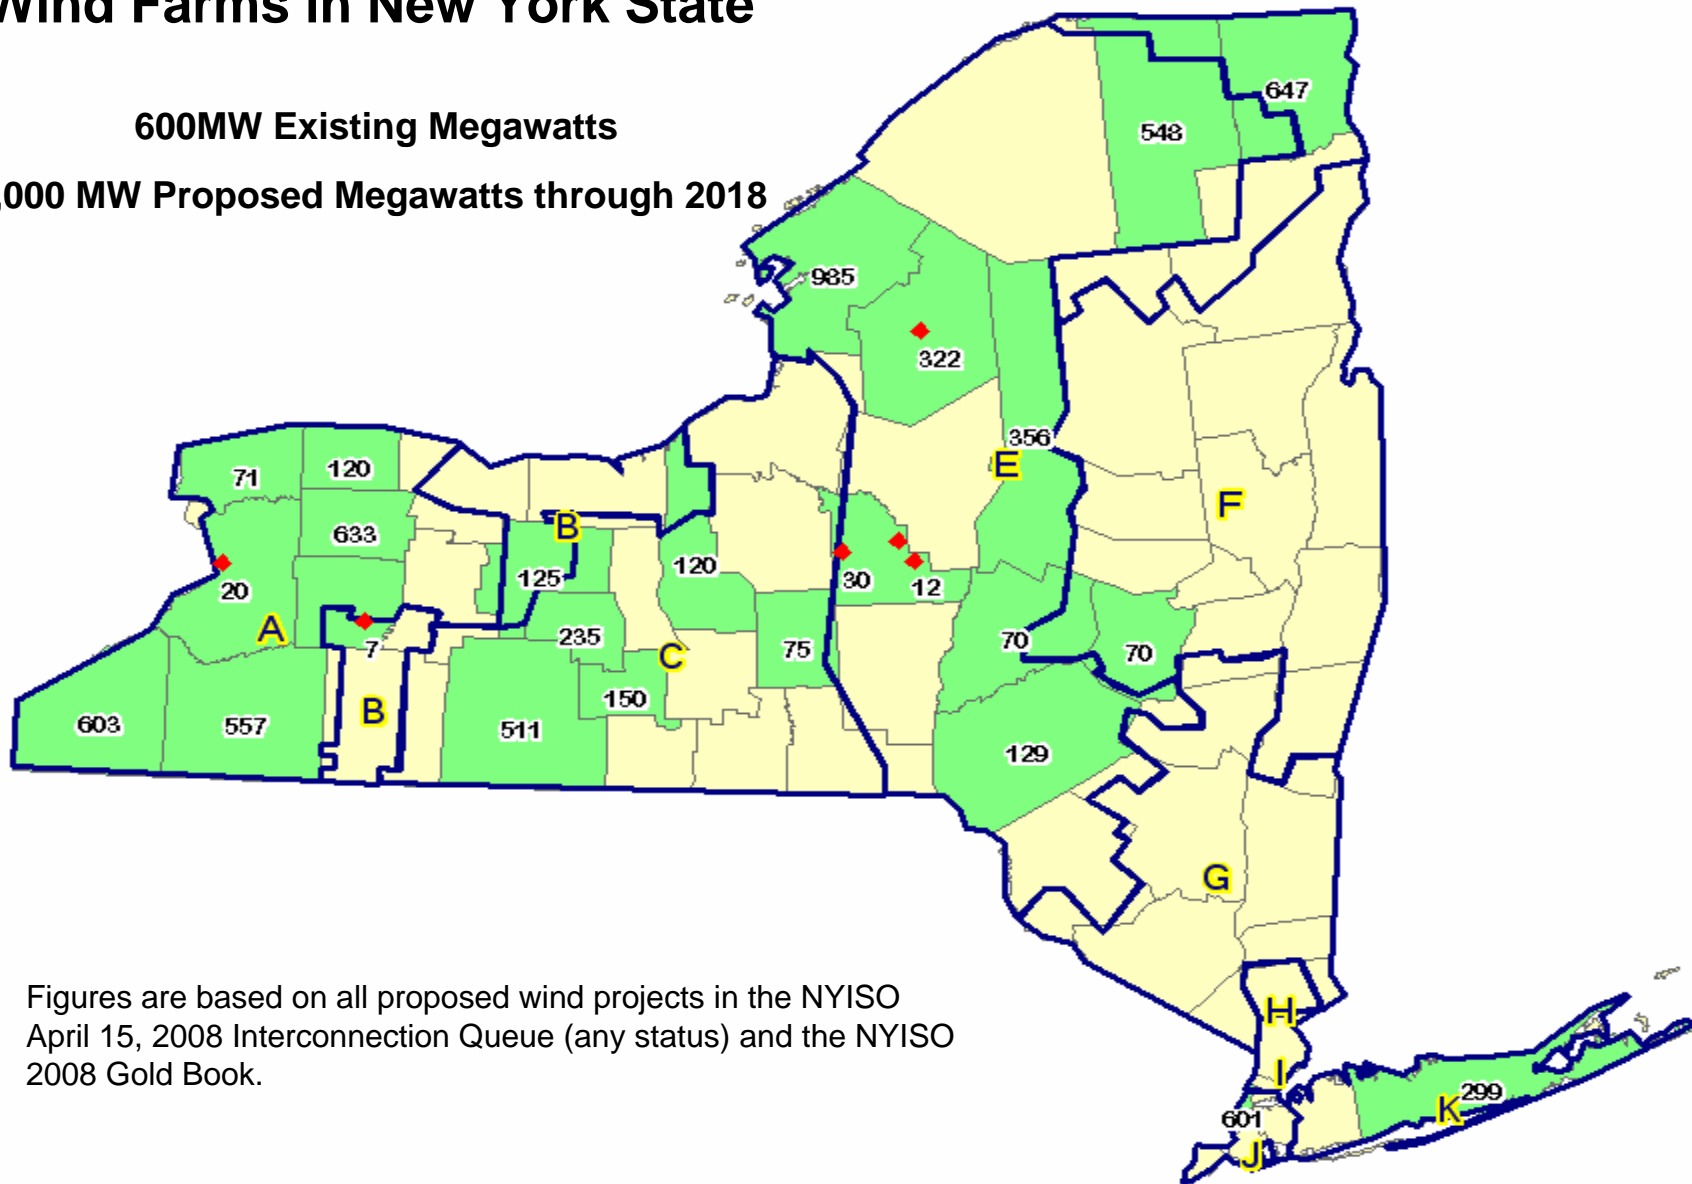 Wind Farms in New York State
600MW Existing Megawatts
,000 MW Proposed Megawatts through 2018
647
548
985
322
356
E
71
120
F
633
B
125
120
30
12
20
A
7
235
C
75
70
70
150
B
603
557
511
129
G
Figures are based on all proposed wind projects in the NYISO
April 15, 2008 Interconnection Queue (any status) and the NYISO
2008 Gold Book.
H
I
299
K
601
J